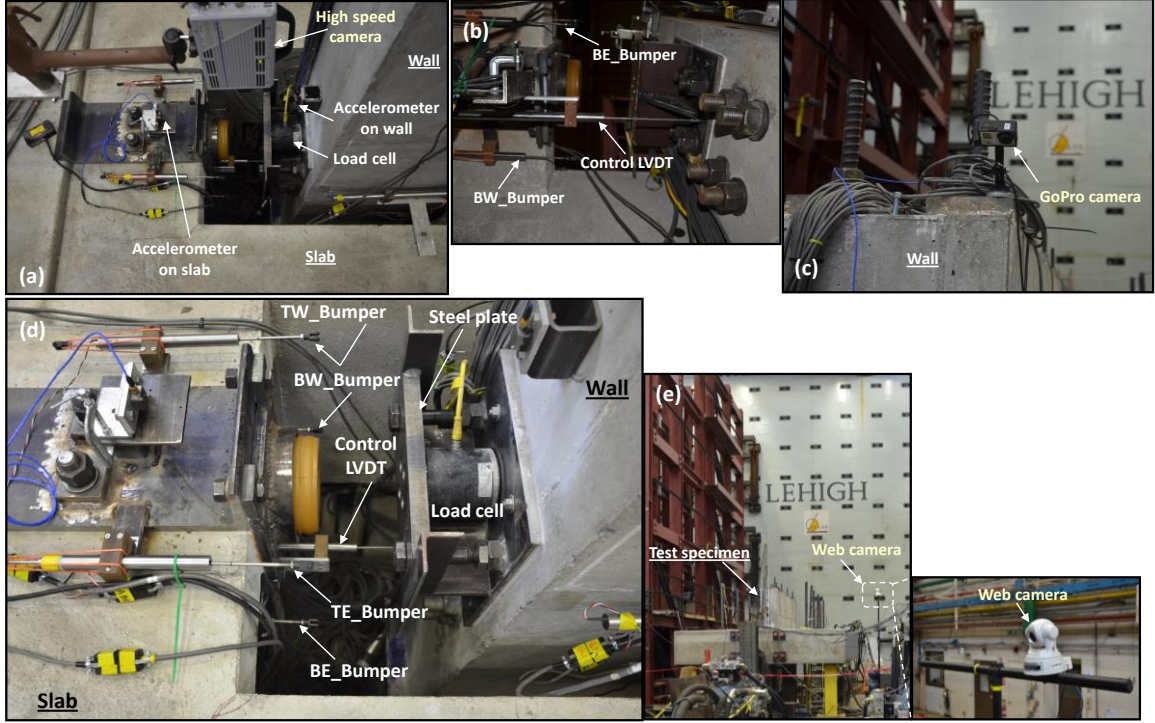 (a)
High speed
camera
Wall
Accelerometer
on wall
Load cell
Accelerometer
on slab
Slab
(b)
BE_Bumper
Control LVDT
BW_Bumper
(c)
LEHIGH
GoPro camera
Wall
(d)
TW_Bumper
Steel plate
BW_Bumper
Wall
Control
LVDT
Load cell
TE_Bumper
BE_Bumper
Slab
(e)
LEHIGH
Web camera
Test specimen
Web camera